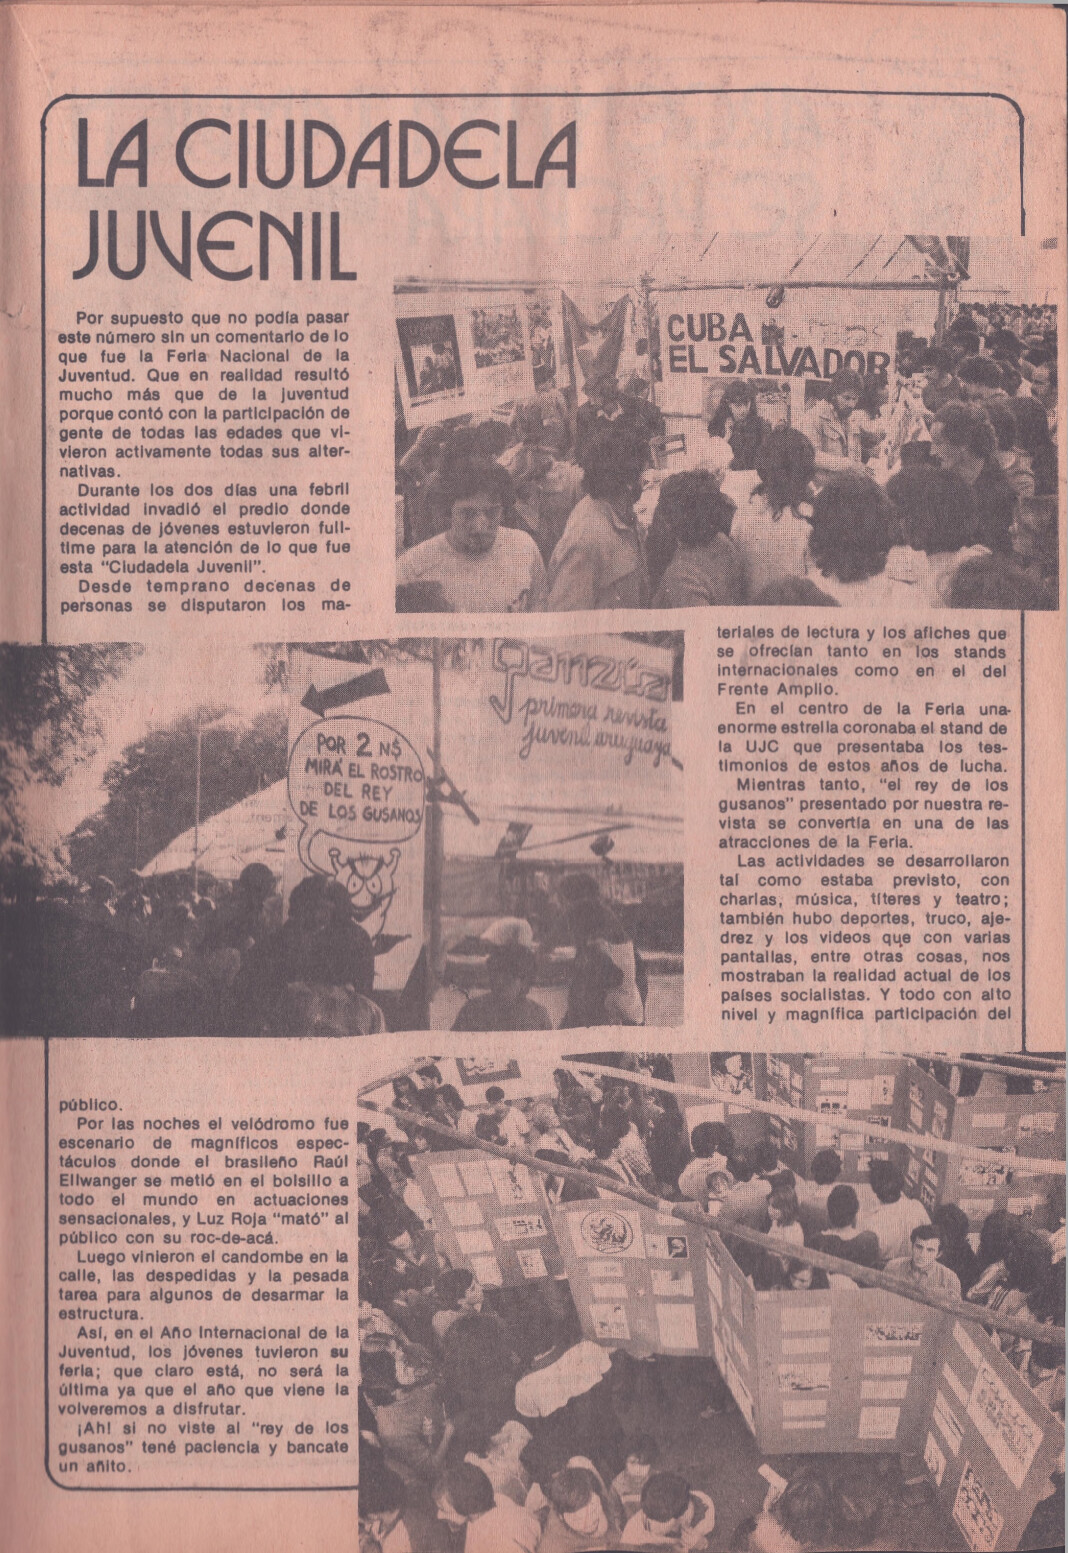 LA CIUDADELA
JUVENIL
Por supuesto que no podía pasar
este número sin un comentario de lo
que fue la Feria Nacional de la
Juventud. Que en realidad resultó
mucho más que de la juventud
porque contó con la participación de
gente de todas las edades que vi-
vieron activamente todas sus alter-
nativas.
Durante los dos días una febril
actividad invadió el predio donde
decenas de jóvenes estuvieron full-
time para la atención de lo que fue
esta "Ciudadela Juvenil".
Desde temprano decenas de
personas se disputaron los ma-
CUBA
EL SALVADOR
teriales de lectura y los afiches que
se ofrecían tanto en los stands
internacionales como en el del
Frente Amplio.
En el centro de la Feria una
enorme estrella coronaba el stand de
la UJC que presentaba los tes-
timonios de estos años de lucha.
Mientras tanto, "el rey de los
gusanos" presentado por nuestra re-
vista se convertía en una de las
atracciones de la Feria.
Las actividades se desarrollaron
tal como estaba previsto, con
charlas, música, títeres y teatro;
también hubo deportes, truco, aje-
drez y los videos que con varias
pantallas, entre otras cosas, nos
mostraban la realidad actual de los
países socialistas. Y todo con alto
nivel y magnífica participación del
ganzúa
primera revista
juvenil uruguaya
POR 2 N$
MIRÁ EL ROSTRO
DEL REY
DE LOS GUSANOS
público.
Por las noches el velódromo fue
escenario de magníficos espec-
táculos donde el brasileño Raúl
Ellwanger se metió en el bolsillo a
todo el mundo en actuaciones
sensacionales, y Luz Roja "mató" al
público con su roc-de-acá.
Luego vinieron el candombe en la
calle, las despedidas y la pesada
tarea para algunos de desarmar la
estructura.
Así, en el Año Internacional de la
Juventud, los jóvenes tuvieron su
feria; que claro está, no será la
última ya que el año que viene la
volveremos a disfrutar.
¡Ah! si no viste al "rey de los
gusanos" tené paciencia y bancate
un añito.